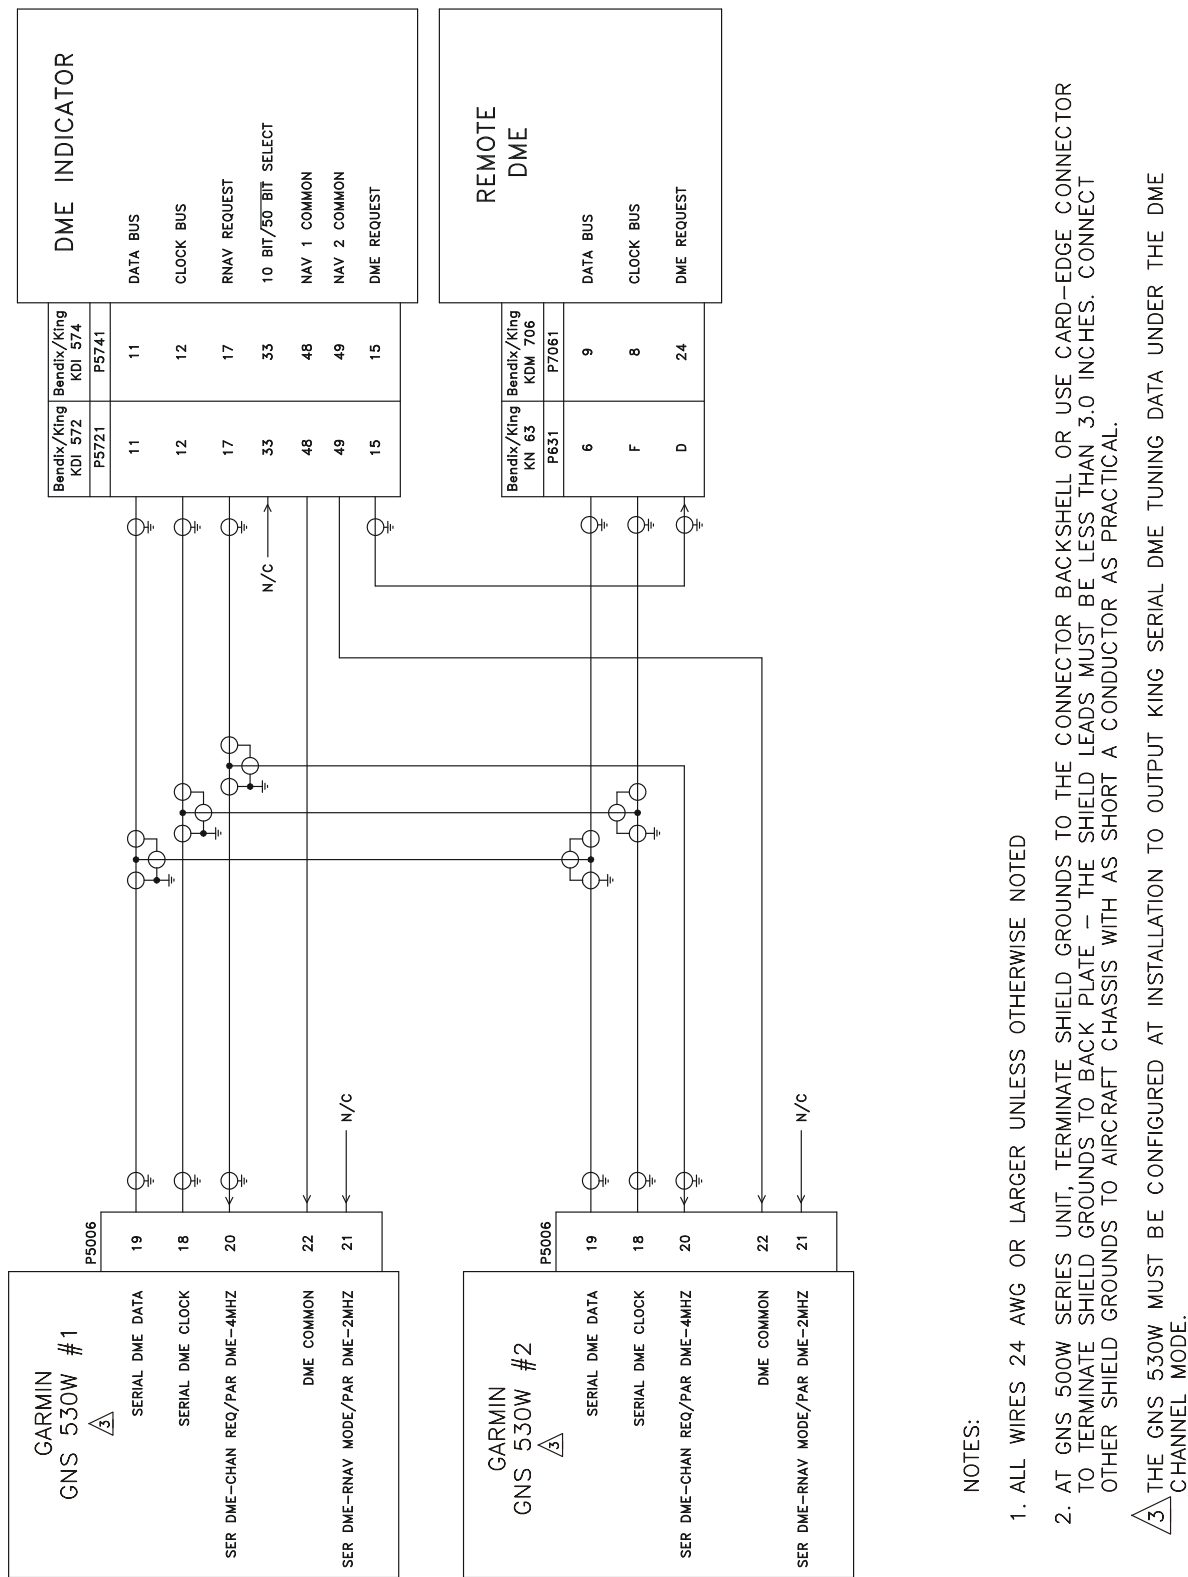 GARMIN
GNS 530W #1
3
P5006
SERIAL DME DATA 19
SERIAL DME CLOCK 18
SER DME-CHAN REQ/PAR DME-4MHZ 20
DME COMMON 22
SER DME-RNAV MODE/PAR DME-2MHZ 21
N/C
N/C
DME INDICATOR
Bendix/King
KDI 572
Bendix/King
KDI 574
P5721 P5741
11 11 DATA BUS
12 12 CLOCK BUS
17 17 RNAV REQUEST
33 33 10 BIT/50 BIT SELECT
48 48 NAV 1 COMMON
49 49 NAV 2 COMMON
15 15 DME REQUEST
GARMIN
GNS 530W #2
3
P5006
SERIAL DME DATA 19
SERIAL DME CLOCK 18
SER DME-CHAN REQ/PAR DME-4MHZ 20
DME COMMON 22
SER DME-RNAV MODE/PAR DME-2MHZ 21
N/C
REMOTE
DME
Bendix/King
KN 63
Bendix/King
KDM 706
P631 P7061
6 9 DATA BUS
F 8 CLOCK BUS
D 24 DME REQUEST
NOTES:
1. ALL WIRES 24 AWG OR LARGER UNLESS OTHERWISE NOTED
2. AT GNS 500W SERIES UNIT, TERMINATE SHIELD GROUNDS TO THE CONNECTOR BACKSHELL OR USE CARD-EDGE CONNECTOR
TO TERMINATE SHIELD GROUNDS TO BACK PLATE – THE SHIELD LEADS MUST BE LESS THAN 3.0 INCHES. CONNECT
OTHER SHIELD GROUNDS TO AIRCRAFT CHASSIS WITH AS SHORT A CONDUCTOR AS PRACTICAL.
3 THE GNS 530W MUST BE CONFIGURED AT INSTALLATION TO OUTPUT KING SERIAL DME TUNING DATA UNDER THE DME
CHANNEL MODE.